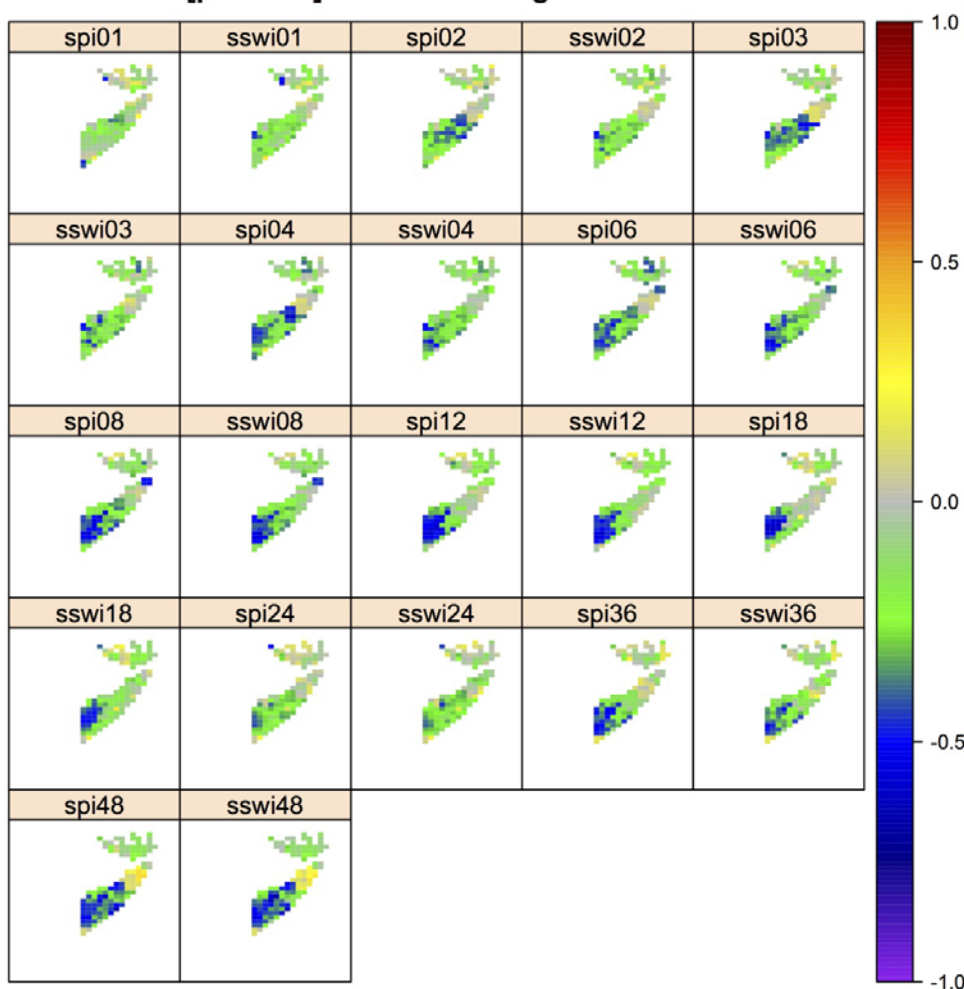 spi01 sswi01 spi02 sswi02 spi03
sswi03 spi04 sswi04 spi06 sswi06
spi08 sswi08 spi12 sswi12 spi18
sswi18 spi24 sswi24 spi36 sswi36
spi48 sswi48
1.0
0.5
0.0
-0.5
-1.0